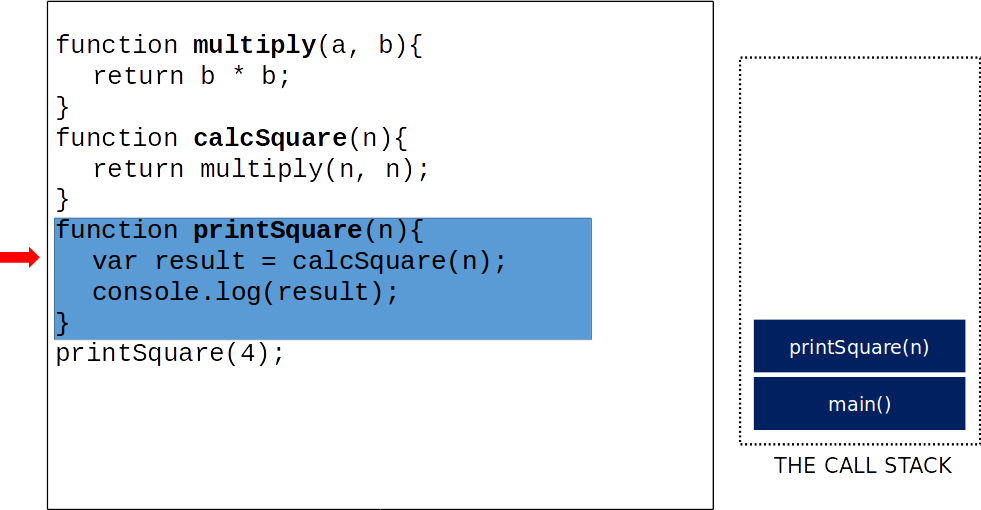 function multiply(a, b){
return b * b;
}
function calcSquare(n){
return multiply(n, n);
}
function printSquare(n){
var result = calcSquare(n);
console.log(result);
}
printSquare(4);
printSquare(n)
main()
THE CALL STACK